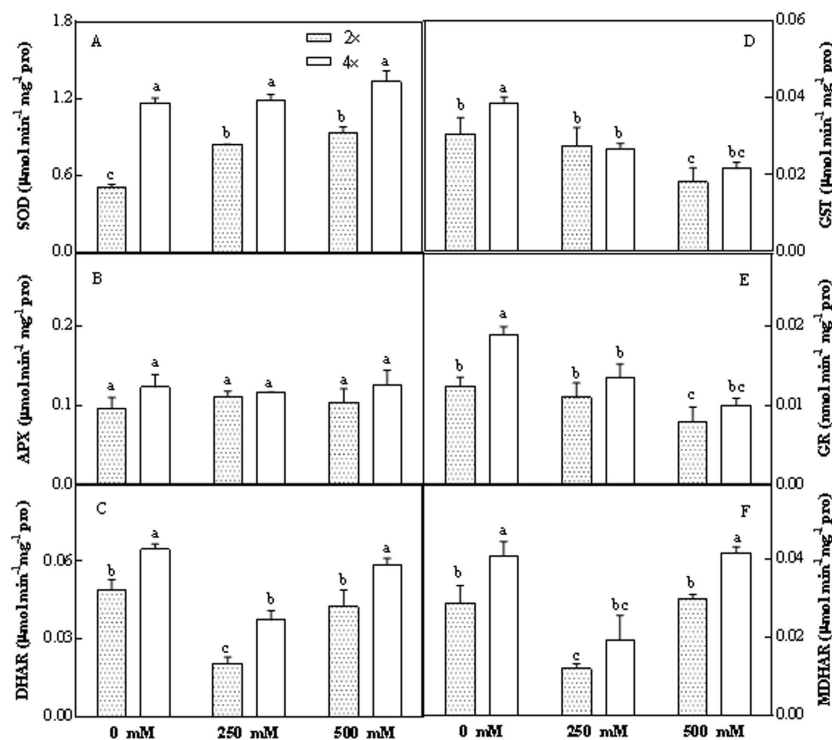 A
2×
4×
SOD (μmol min⁻¹ mg⁻¹ pro)
1.8
1.2
0.6
0.0
c
a
b
a
b
a
D
GST (μmol min⁻¹ mg⁻¹ pro)
0.06
0.04
0.02
0.00
b
a
b
b
c
bc
B
APX (μmol min⁻¹ mg⁻¹ pro)
0.2
0.1
0.0
a
a
a
a
a
a
E
GR (nmol min⁻¹ mg⁻¹ pro)
0.02
0.01
0.00
b
a
b
b
c
bc
C
DHAR (μmol min⁻¹mg⁻¹ pro)
0.06
0.03
0.00
b
a
c
b
b
a
F
MDHAR (μmol min⁻¹ mg⁻¹ pro)
0.04
0.02
0.00
b
a
c
bc
b
a
0 mM 250 mM 500 mM
0 mM 250 mM 500 mM